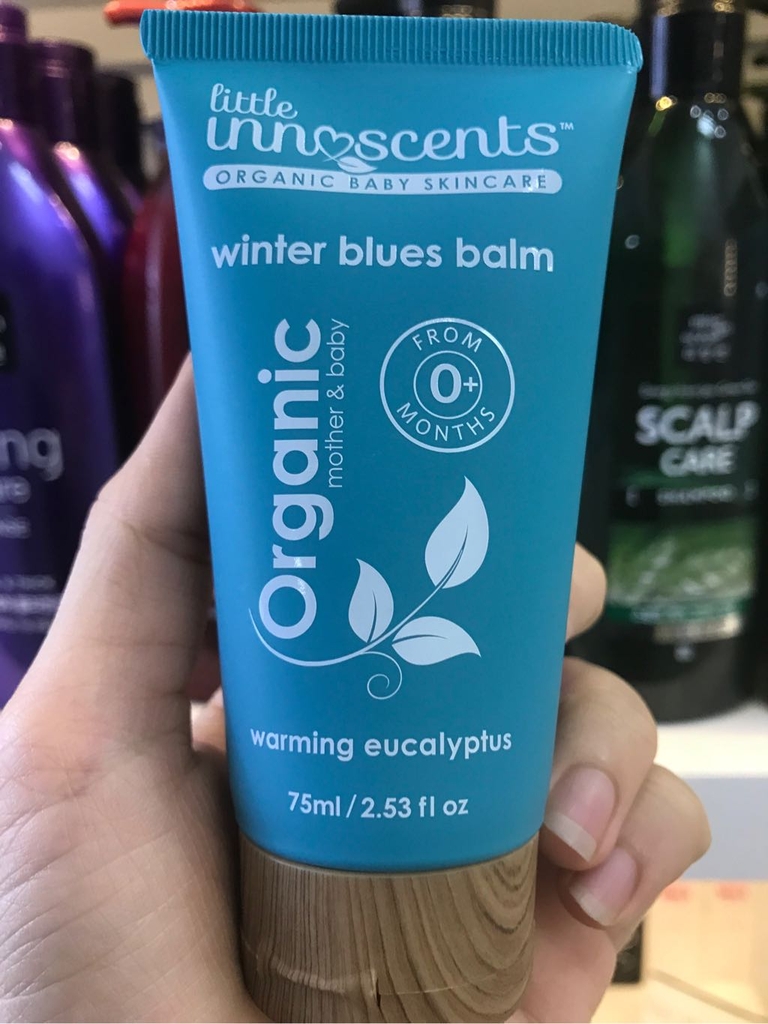 little
innoscents™
ORGANIC BABY SKINCARE
winter blues balm
Organic
mother & baby
FROM
0+
MONTHS
warming eucalyptus
75ml / 2.53 fl oz
SCALP
CARE